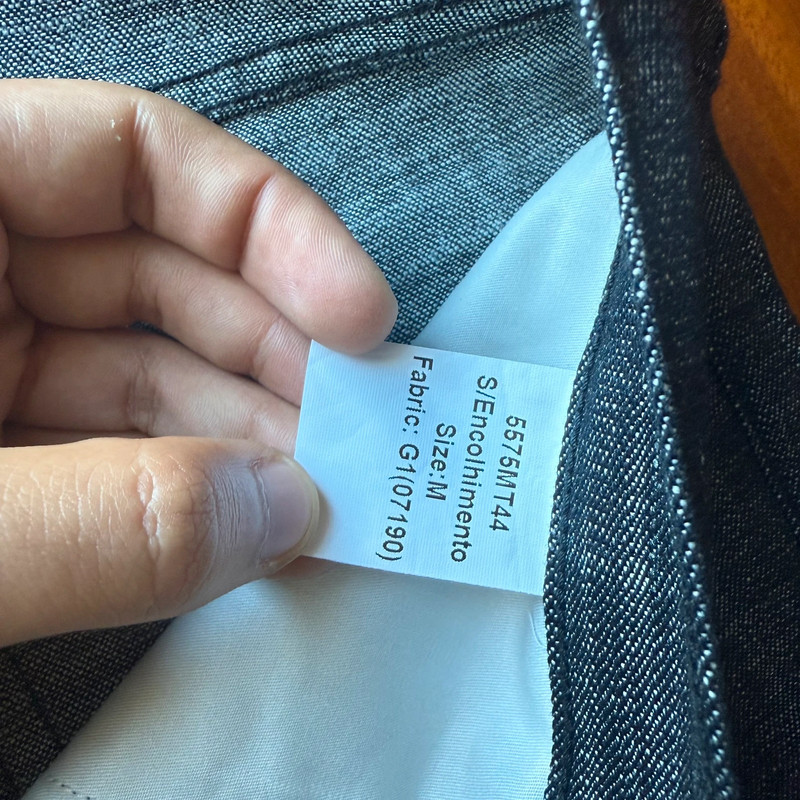 5575MT44
S/Encolhimento
Size:M
Fabric: G1(07190)